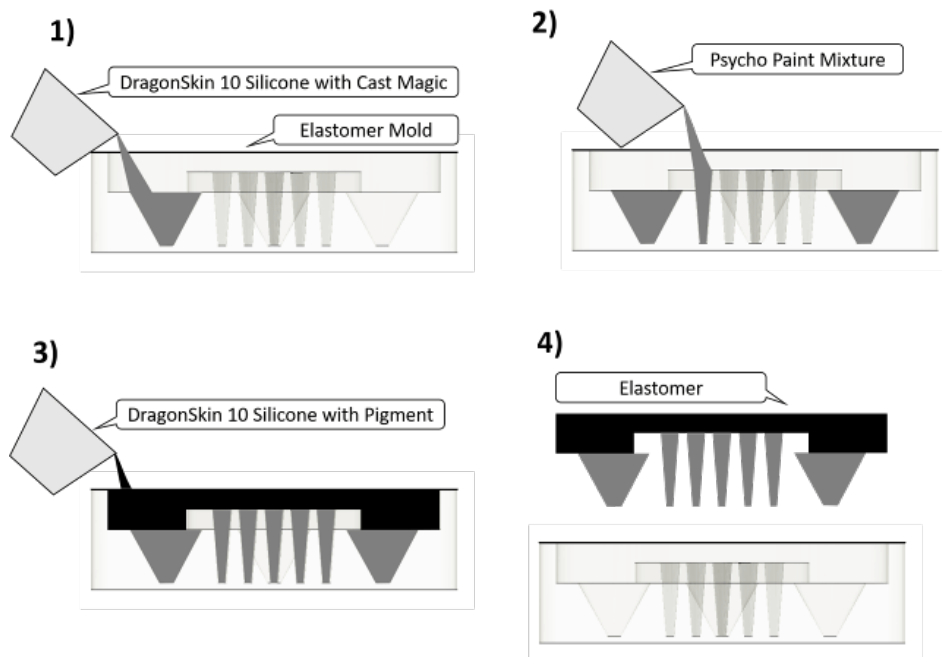 1)
DragonSkin 10 Silicone with Cast Magic
Elastomer Mold
2)
Psycho Paint Mixture
3)
DragonSkin 10 Silicone with Pigment
4)
Elastomer